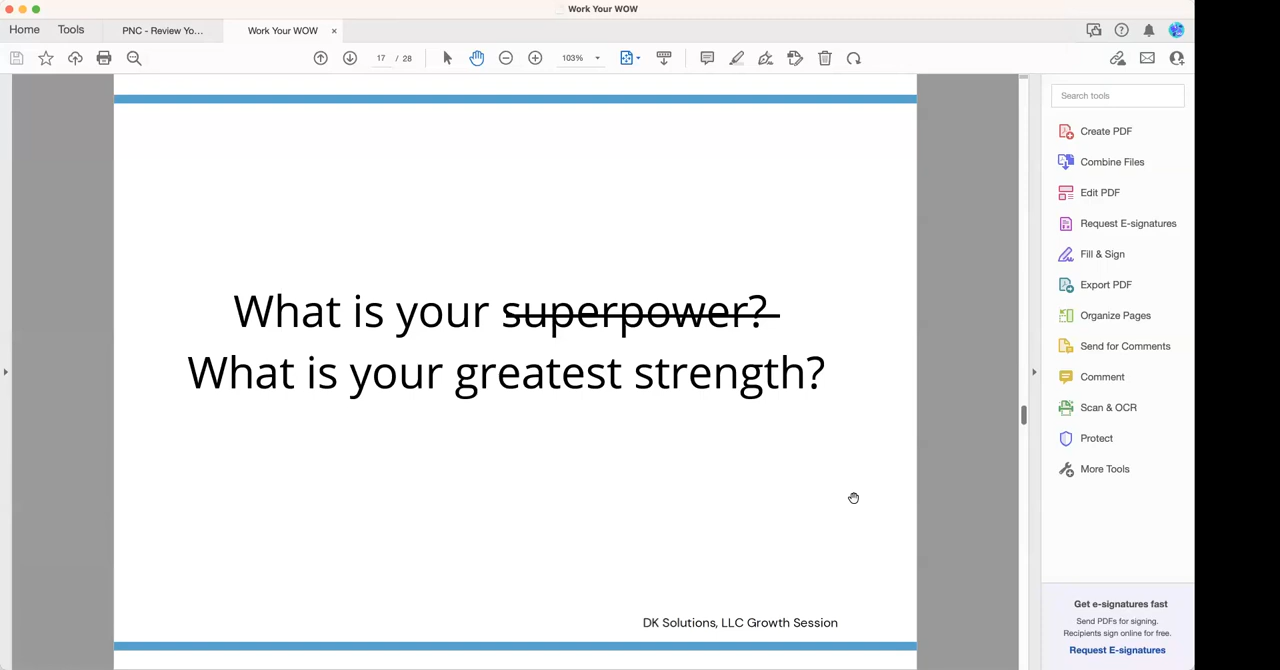 Work Your WOW
Home
Tools
PNC - Review Yo...
Work Your WOW
17 / 28
103%
Search tools
Create PDF
Combine Files
Edit PDF
Request E-signatures
Fill & Sign
Export PDF
Organize Pages
Send for Comments
Comment
Scan & OCR
Protect
More Tools
What is your superpower?
What is your greatest strength?
DK Solutions, LLC Growth Session
Get e-signatures fast
Send PDFs for signing.
Recipients sign online for free.
Request E-signatures